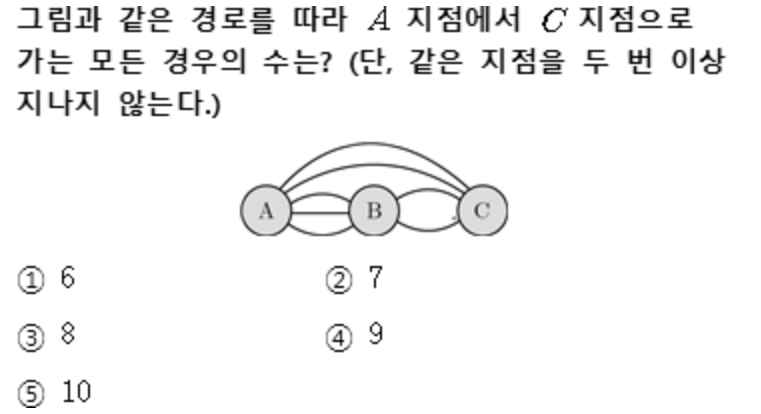 그림과 같은 경로를 따라 A 지점에서 C 지점으로
가는 모든 경우의 수는? (단, 같은 지점을 두 번 이상
지나지 않는다.)
A B C
① 6 ② 7
③ 8 ④ 9
⑤ 10